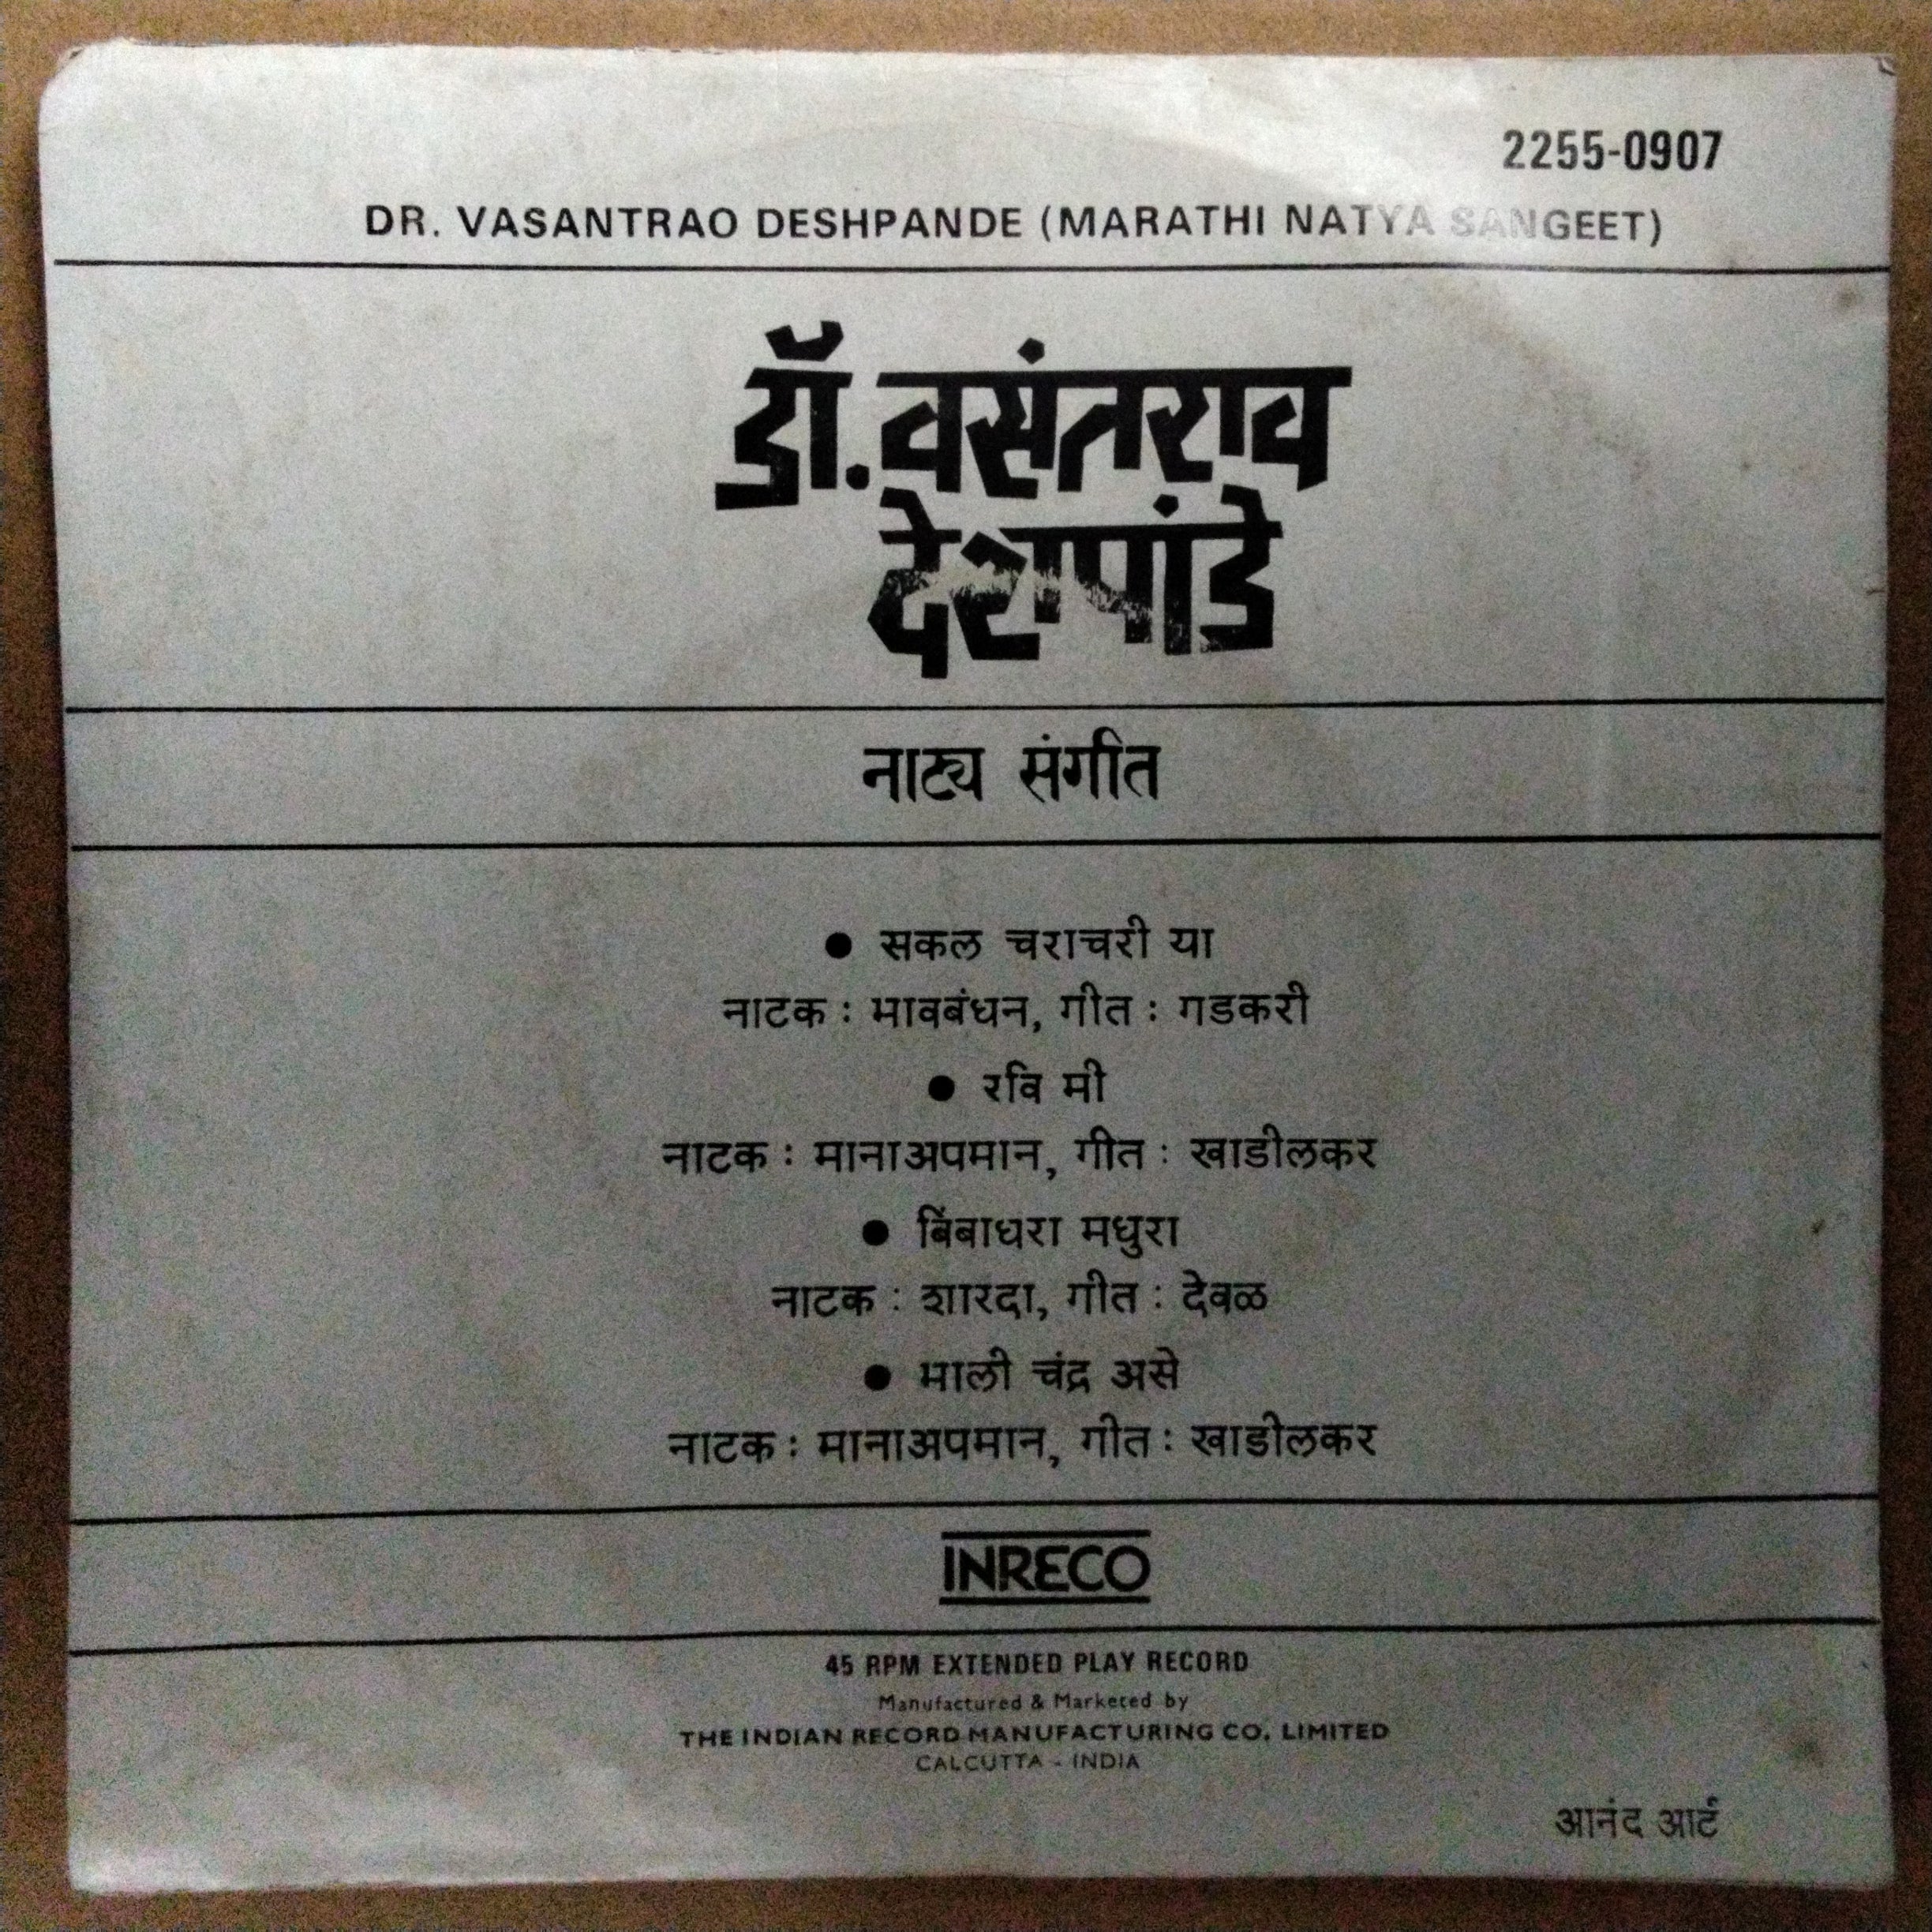 2255-0907
DR. VASANTRAO DESHPANDE (MARATHI NATYA SANGEET)
डॉ. वसंतराव
देशपांडे
नाट्य संगीत
● सकल चराचरी या
नाटक : भावबंधन, गीत : गडकरी
● रवि मी
नाटक : मानाअपमान, गीत : खाडीलकर
● बिंबाधरा मधुरा
नाटक : शारदा, गीत : देवळ
● भाली चंद्र असे
नाटक : मानाअपमान, गीत : खाडीलकर
INRECO
45 RPM EXTENDED PLAY RECORD
Manufactured & Marketed by
THE INDIAN RECORD MANUFACTURING CO. LIMITED
CALCUTTA - INDIA
आनंद आर्ट